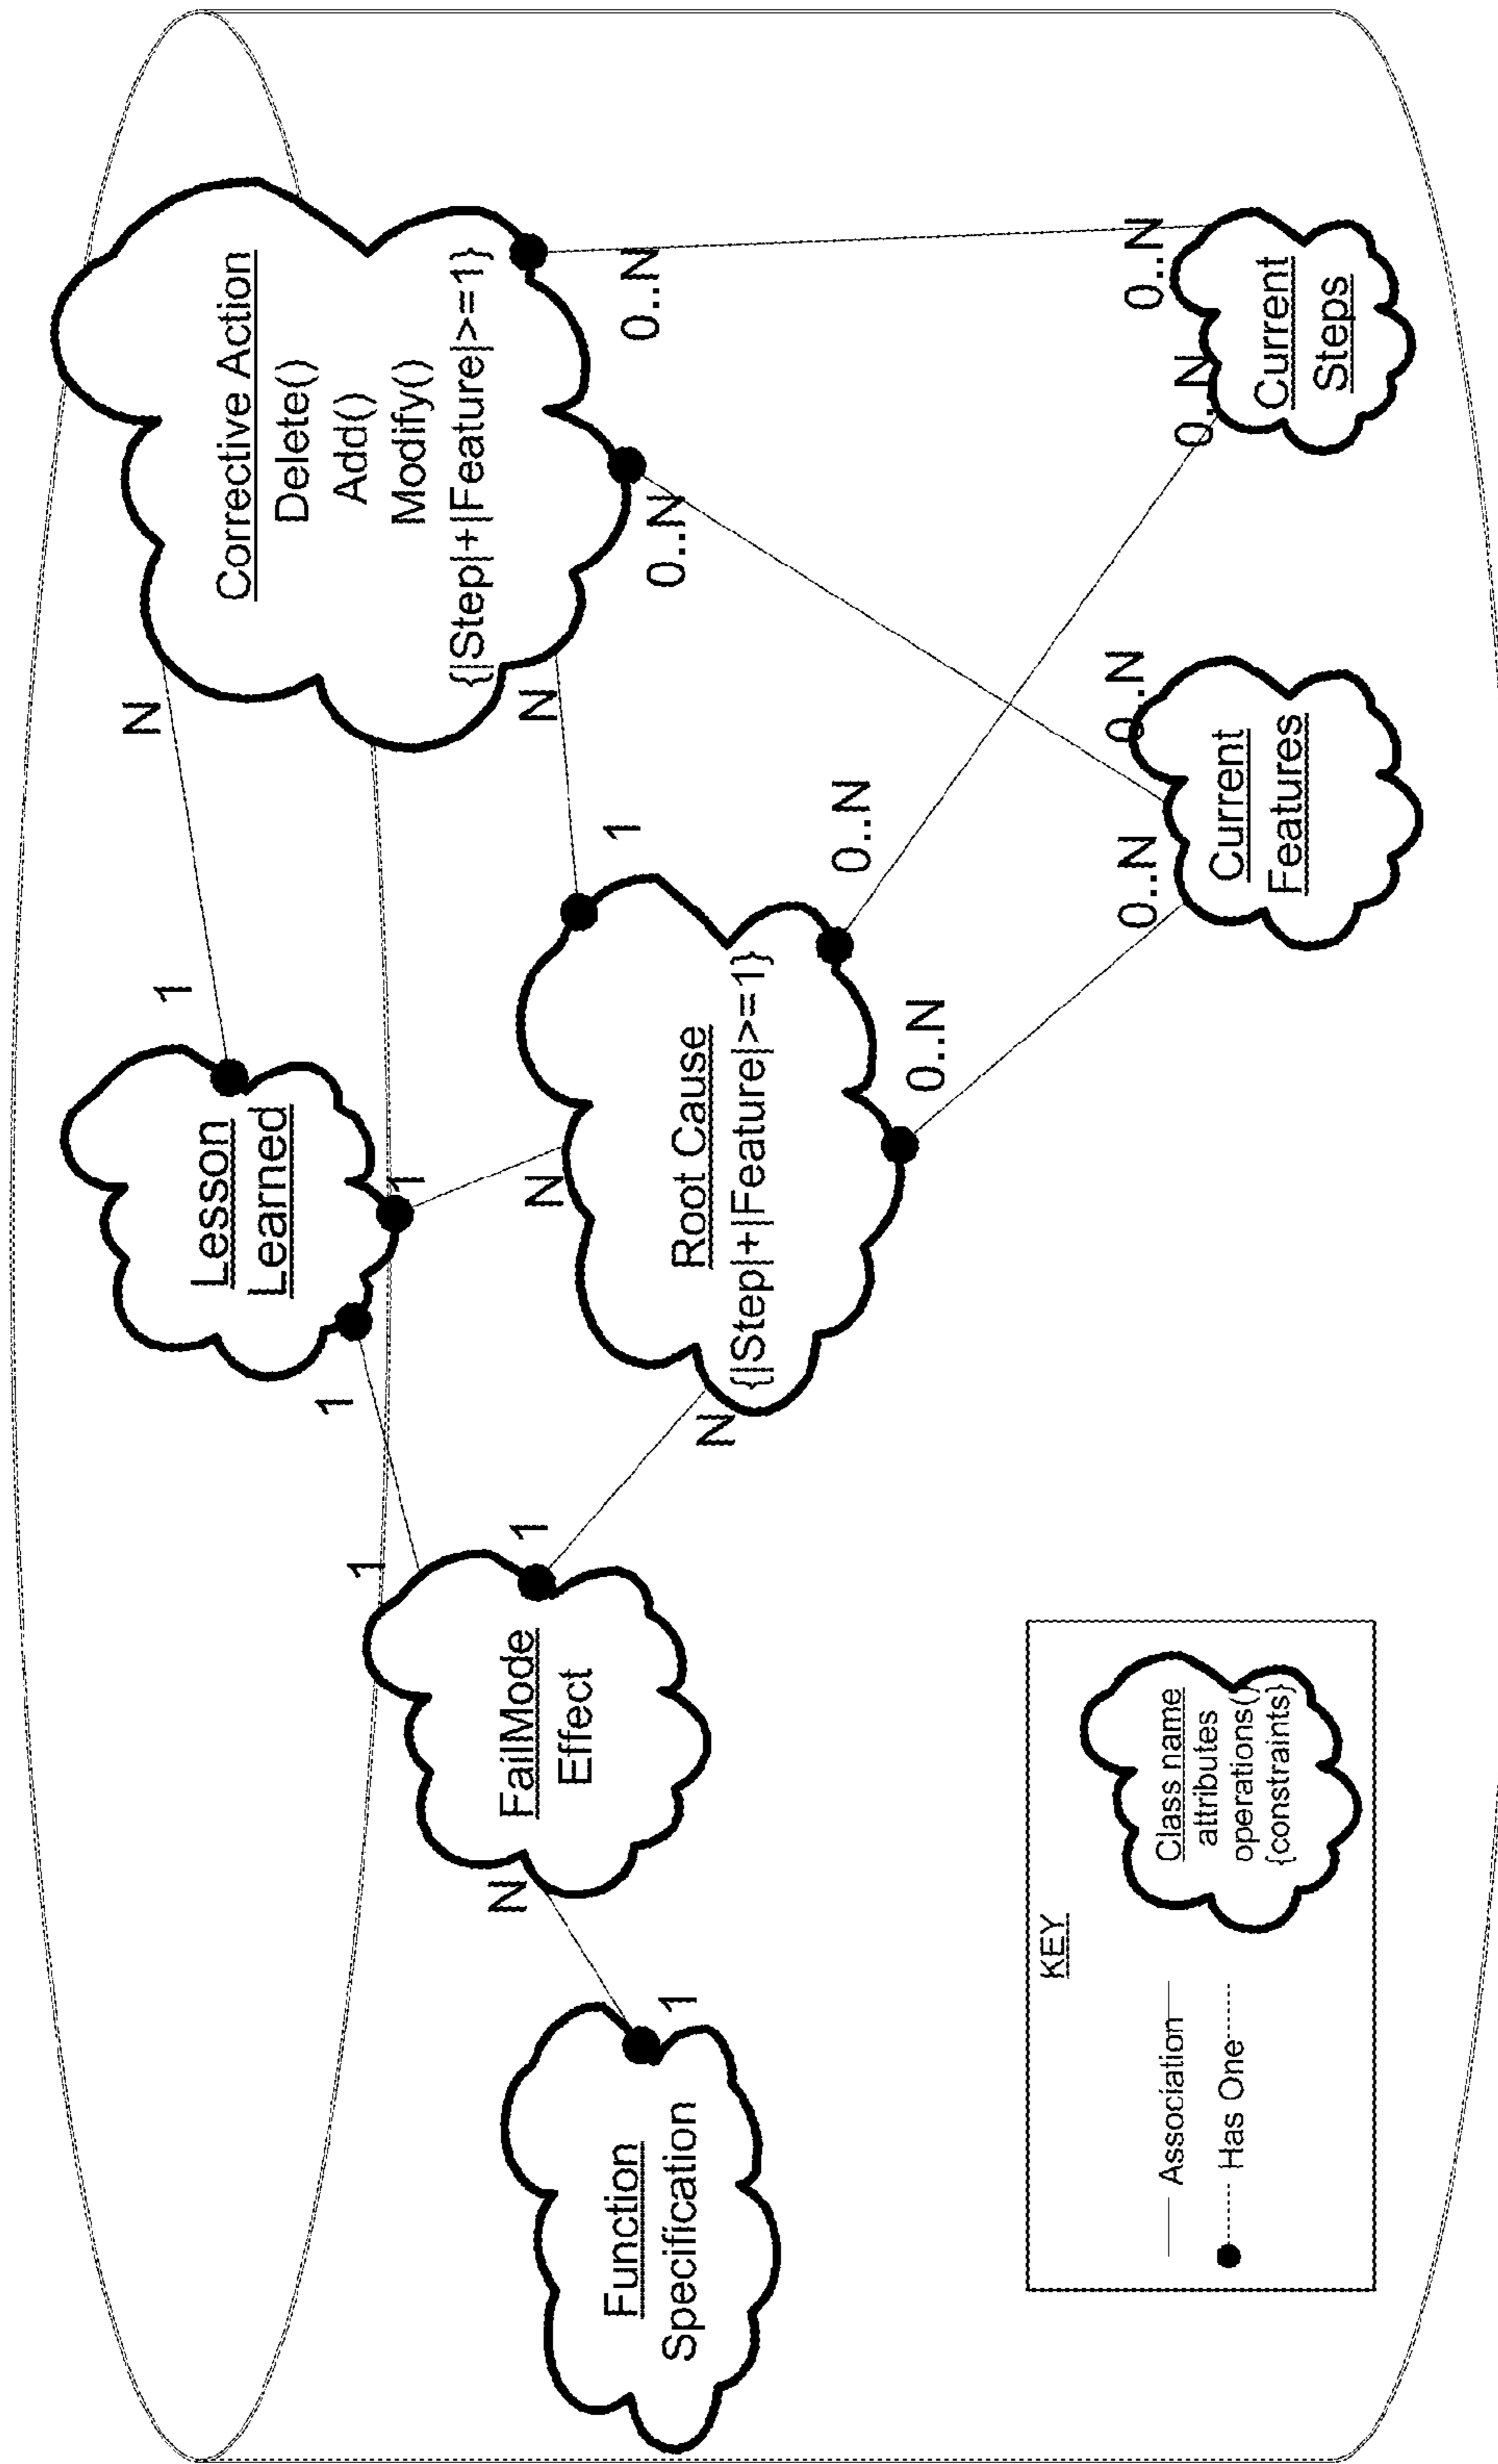 Lesson
Learned
1
1
1
N
Corrective Action
Delete()
Add()
Modify()
{|Step|+|Feature|>=1}
N
0..N
0..N
1
FailMode
Effect
1
N
Function
Specification
1
N
1
Root Cause
{|Step|+|Feature|>=1}
N
0..N
0..N
0..N
0..N
Current
Features
0..N
0..N
Current
Steps
KEY
Association
Has One
Class name
attributes
operations()
{constraints}